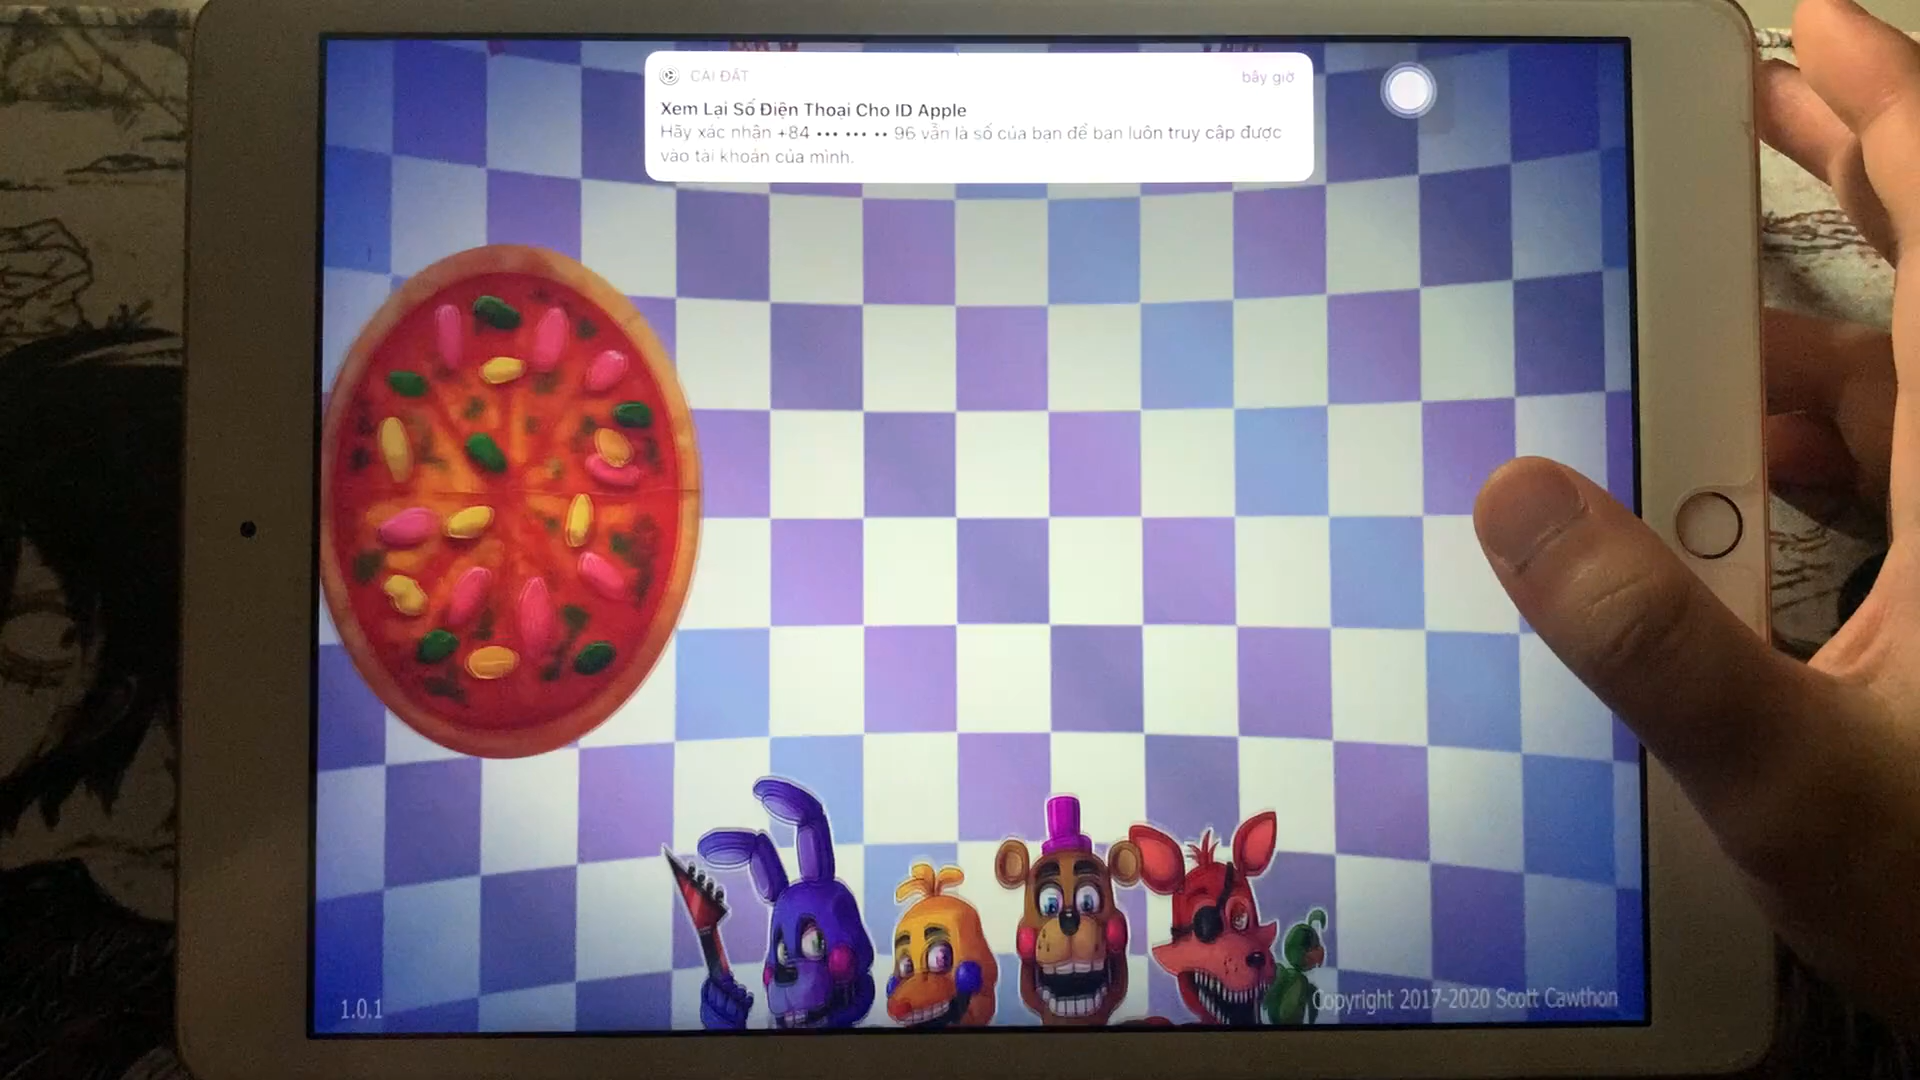 CÀI ĐẶT
bây giờ
Xem Lại Số Điện Thoại Cho ID Apple
Hãy xác nhận +84 ••• ••• •• 96 vẫn là số của bạn để bạn luôn truy cập được
vào tài khoản của mình.
1.0.1
Copyright 2017-2020 Scott Cawthon